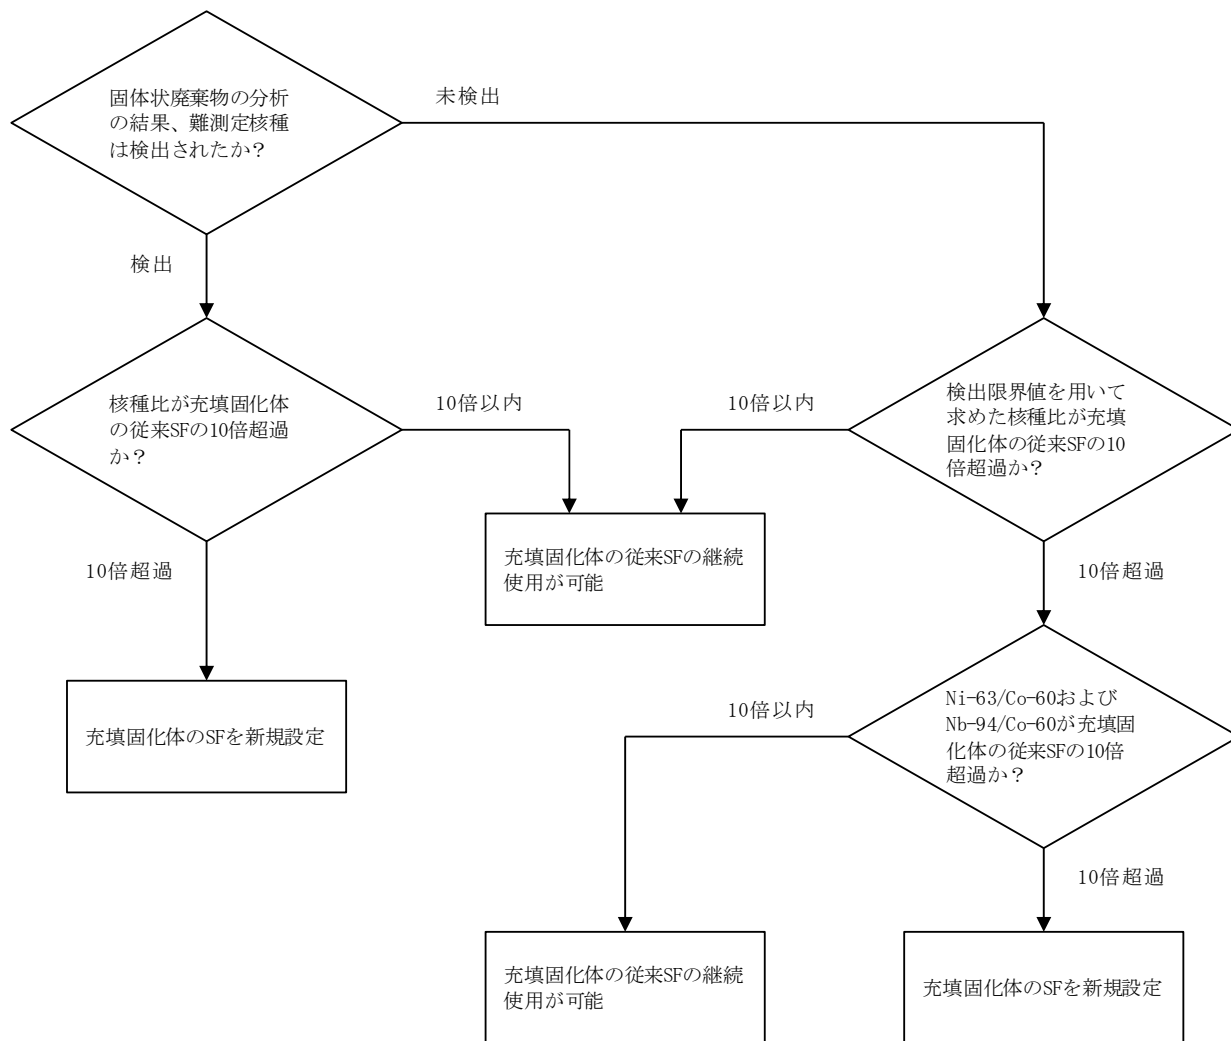 固体状廃棄物の分析
の結果、難測定核種
は検出されたか？
未検出
検出
核種比が充填固化体
の従来SFの10倍超過
か？
10倍以内
10倍以内
検出限界値を用いて
求めた核種比が充填
固化体の従来SFの10
倍超過か？
充填固化体の従来SFの継続
使用が可能
10倍超過
10倍超過
充填固化体のSFを新規設定
10倍以内
Ni-63/Co-60および
Nb-94/Co-60が充填固
化体の従来SFの10倍
超過か？
10倍超過
充填固化体の従来SFの継続
使用が可能
充填固化体のSFを新規設定